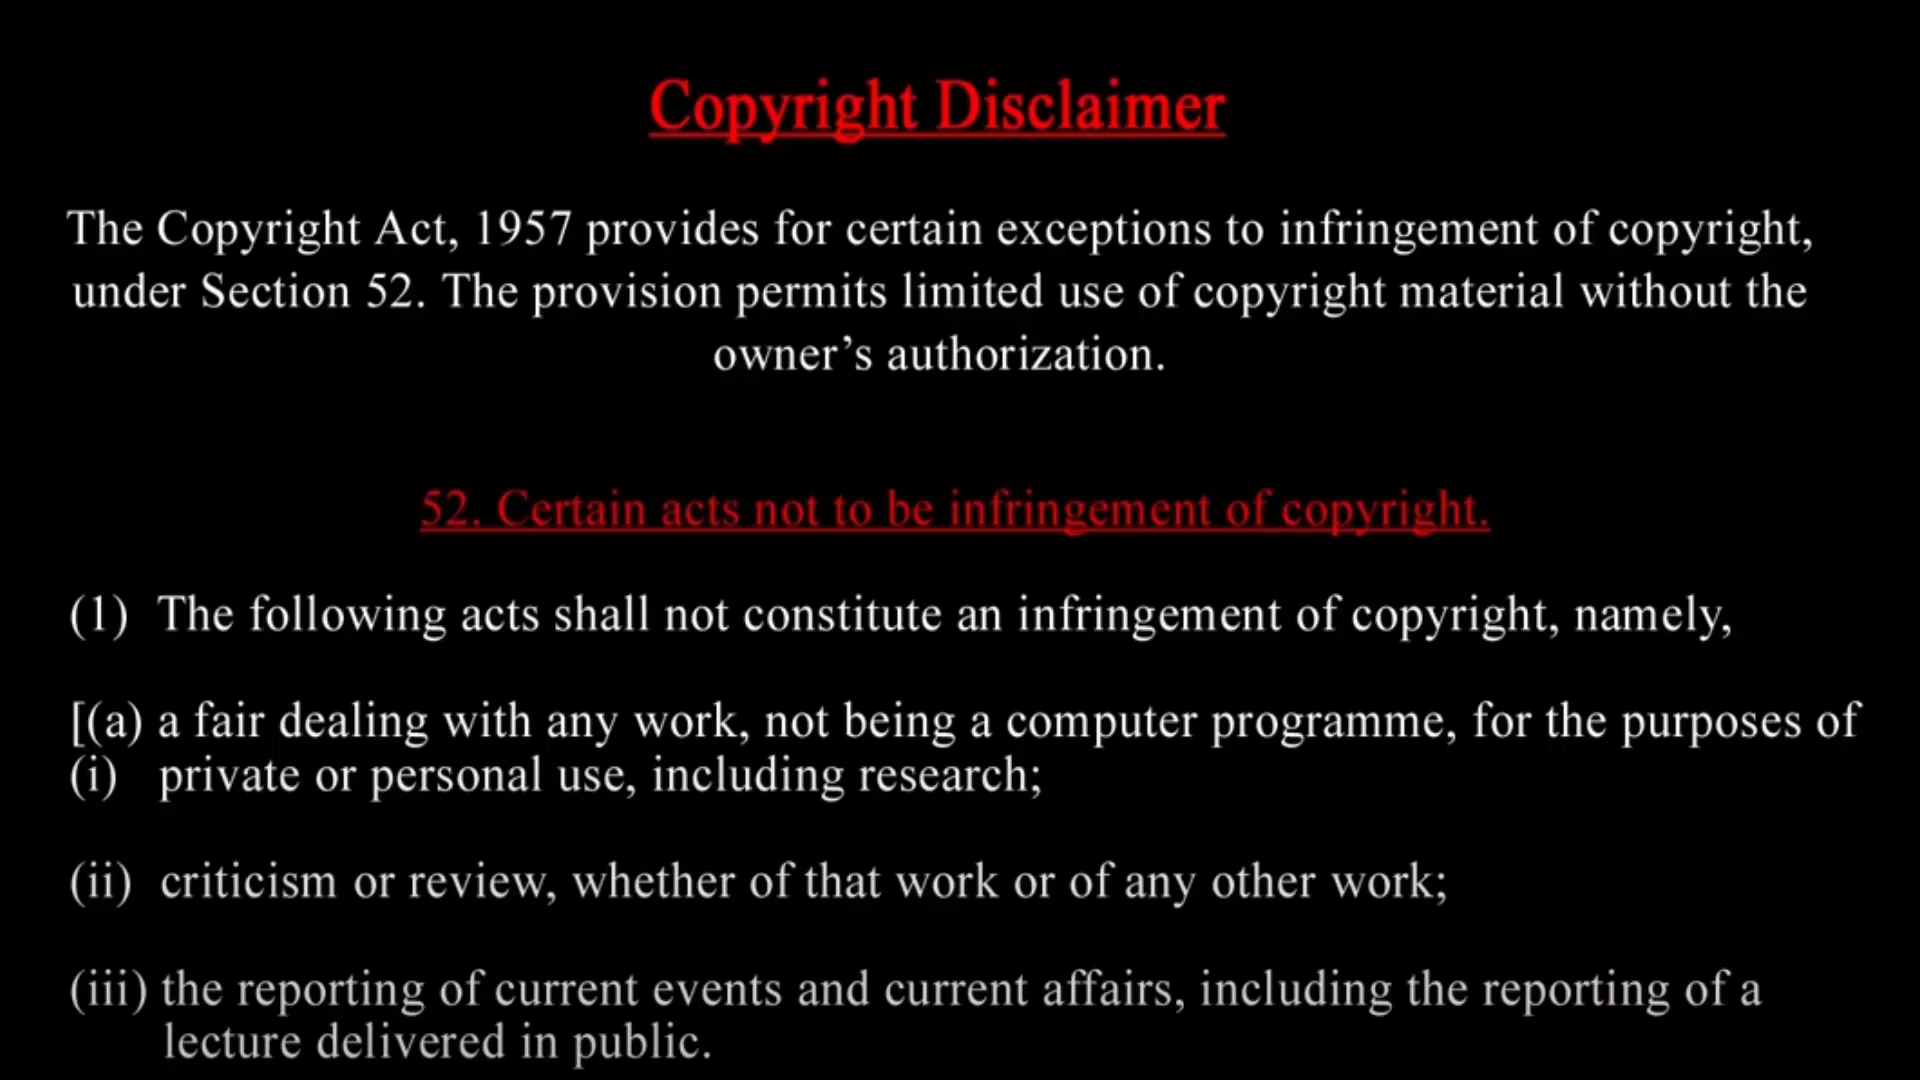 Copyright Disclaimer
The Copyright Act, 1957 provides for certain exceptions to infringement of copyright,
under Section 52. The provision permits limited use of copyright material without the
owner’s authorization.
52. Certain acts not to be infringement of copyright.
(1) The following acts shall not constitute an infringement of copyright, namely,
[(a) a fair dealing with any work, not being a computer programme, for the purposes of
(i) private or personal use, including research;
(ii) criticism or review, whether of that work or of any other work;
(iii) the reporting of current events and current affairs, including the reporting of a
lecture delivered in public.